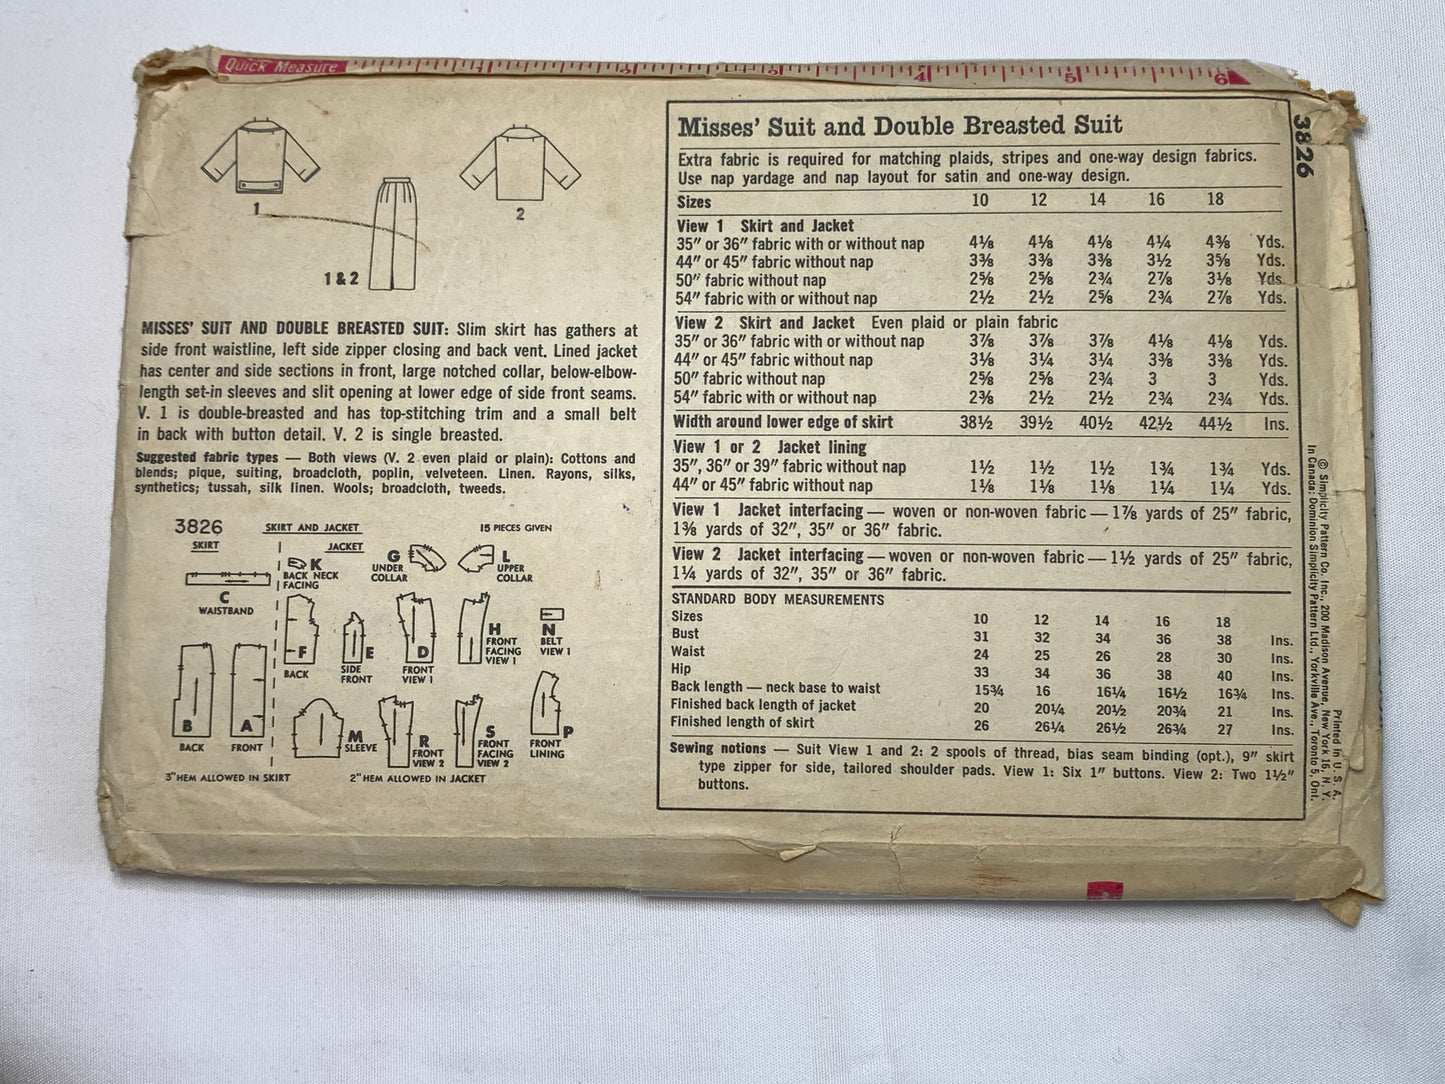 Quick Measure 1 2 3 4 5 6
1
2
1 & 2
MISSES' SUIT AND DOUBLE BREASTED SUIT: Slim skirt has gathers at
side front waistline, left side zipper closing and back vent. Lined jacket
has center and side sections in front, large notched collar, below-elbow-
length set-in sleeves and slit opening at lower edge of side front seams.
V. 1 is double-breasted and has top-stitching trim and a small belt
in back with button detail. V. 2 is single breasted.
Suggested fabric types — Both views (V. 2 even plaid or plain): Cottons and
blends; pique, suiting, broadcloth, poplin, velveteen. Linen. Rayons, silks,
synthetics; tussah, silk linen. Wools; broadcloth, tweeds.
3826 SKIRT AND JACKET 15 PIECES GIVEN
SKIRT JACKET
C
WAISTBAND
K
BACK NECK
FACING
G
UNDER
COLLAR
L
UPPER
COLLAR
F
BACK
E
SIDE
FRONT
D
FRONT
VIEW 1
H
FRONT
FACING
VIEW 1
N
BELT
VIEW 1
B
BACK
A
FRONT
M
SLEEVE
R
FRONT
VIEW 2
S
FRONT
FACING
VIEW 2
P
FRONT
LINING
3" HEM ALLOWED IN SKIRT 2" HEM ALLOWED IN JACKET
Misses' Suit and Double Breasted Suit
Extra fabric is required for matching plaids, stripes and one-way design fabrics.
Use nap yardage and nap layout for satin and one-way design.
Sizes 10 12 14 16 18
View 1 Skirt and Jacket
35" or 36" fabric with or without nap 4⅛ 4⅛ 4⅛ 4¼ 4⅜ Yds.
44" or 45" fabric without nap 3⅜ 3⅜ 3⅜ 3½ 3⅝ Yds.
50" fabric without nap 2⅝ 2⅝ 2¾ 2⅞ 3⅛ Yds.
54" fabric with or without nap 2½ 2½ 2⅝ 2¾ 2⅞ Yds.
View 2 Skirt and Jacket Even plaid or plain fabric
35" or 36" fabric with or without nap 3⅞ 3⅞ 3⅞ 4⅛ 4⅛ Yds.
44" or 45" fabric without nap 3⅛ 3¼ 3¼ 3⅜ 3⅜ Yds.
50" fabric without nap 2⅝ 2⅝ 2¾ 3 3 Yds.
54" fabric with or without nap 2⅜ 2½ 2½ 2¾ 2¾ Yds.
Width around lower edge of skirt 38½ 39½ 40½ 42½ 44½ Ins.
View 1 or 2 Jacket lining
35", 36" or 39" fabric without nap 1½ 1½ 1½ 1¾ 1¾ Yds.
44" or 45" fabric without nap 1⅛ 1⅛ 1⅛ 1¼ 1¼ Yds.
View 1 Jacket interfacing — woven or non-woven fabric — 1⅞ yards of 25" fabric,
1⅜ yards of 32", 35" or 36" fabric.
View 2 Jacket interfacing — woven or non-woven fabric — 1½ yards of 25" fabric,
1¼ yards of 32", 35" or 36" fabric.
STANDARD BODY MEASUREMENTS
Sizes 10 12 14 16 18
Bust 31 32 34 36 38 Ins.
Waist 24 25 26 28 30 Ins.
Hip 33 34 36 38 40 Ins.
Back length — neck base to waist 15¾ 16 16¼ 16½ 16¾ Ins.
Finished back length of jacket 20 20¼ 20½ 20¾ 21 Ins.
Finished length of skirt 26 26¼ 26½ 26¾ 27 Ins.
Sewing notions — Suit View 1 and 2: 2 spools of thread, bias seam binding (opt.), 9" skirt
type zipper for side, tailored shoulder pads. View 1: Six 1" buttons. View 2: Two 1½"
buttons.
3826
© Simplicity Pattern Co. Inc., 200 Madison Avenue, New York 16, N. Y. Printed in U. S. A.
In Canada: Dominion Simplicity Pattern Ltd., Yorkville Ave., Toronto 5, Ont.